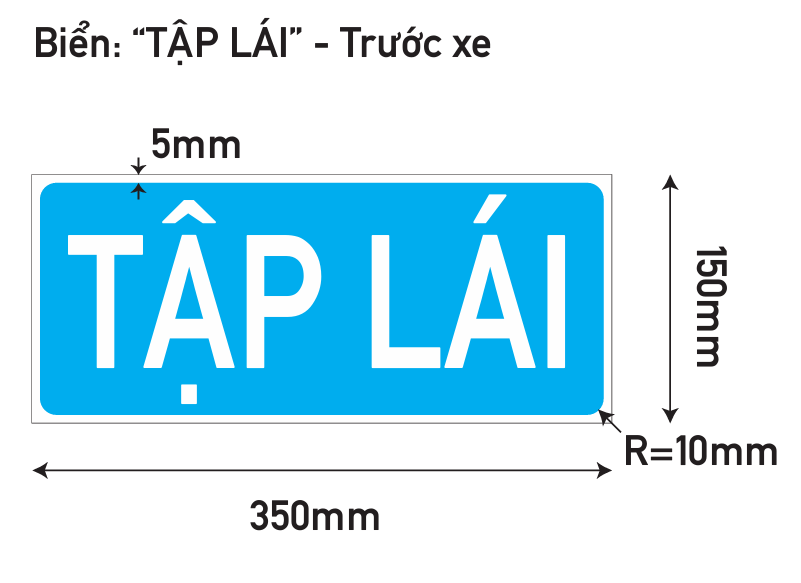 Biển: “TẬP LÁI” - Trước xe
5mm
TẬP LÁI
150mm
R=10mm
350mm